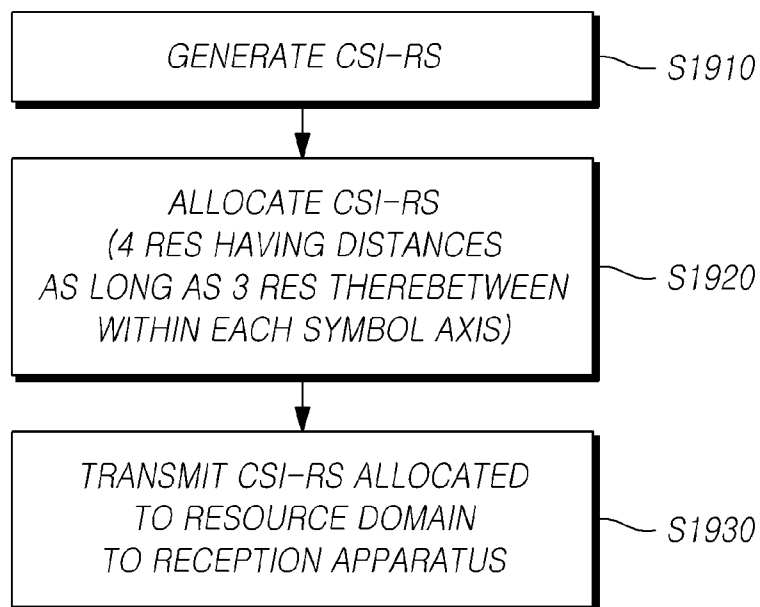 GENERATE CSI-RS
S1910
ALLOCATE CSI-RS
(4 RES HAVING DISTANCES
AS LONG AS 3 RES THEREBETWEEN
WITHIN EACH SYMBOL AXIS)
S1920
TRANSMIT CSI-RS ALLOCATED
TO RESOURCE DOMAIN
TO RECEPTION APPARATUS
S1930